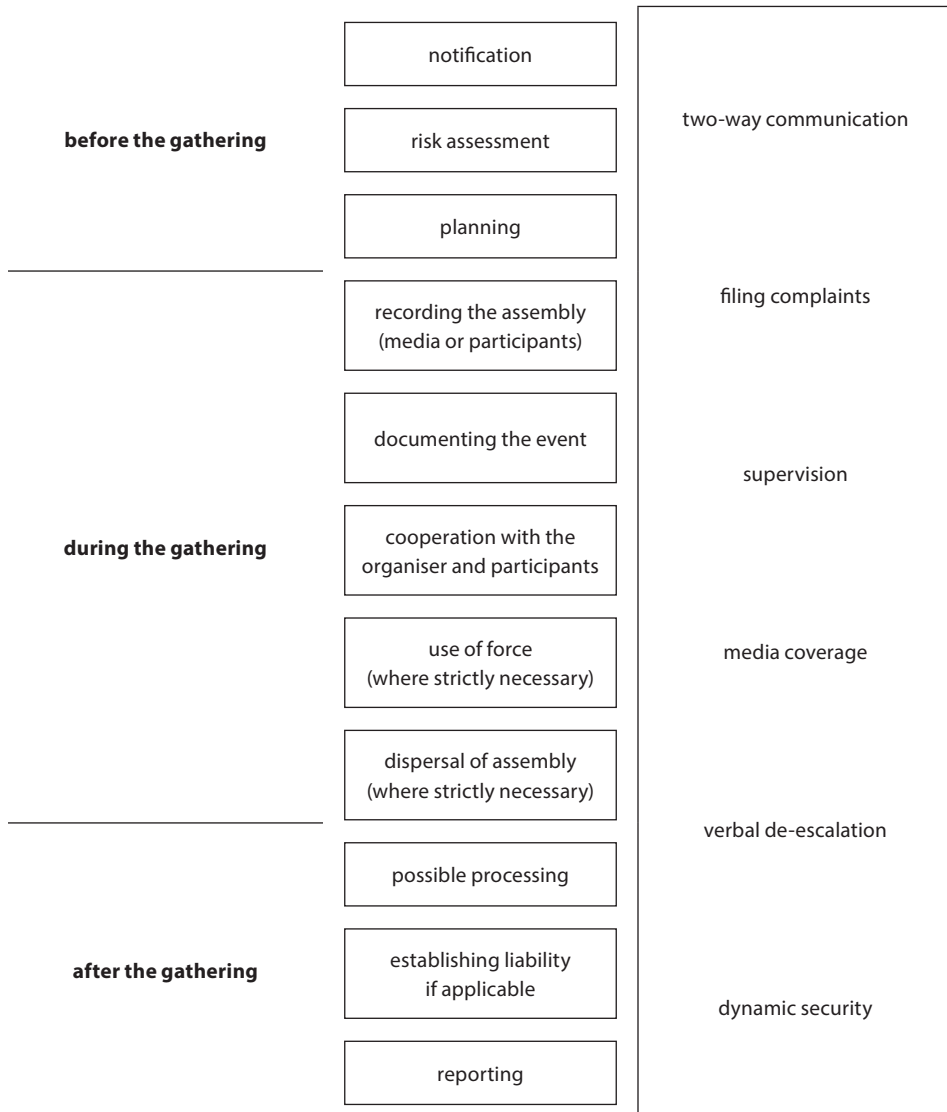 before the gathering
notification
risk assessment
planning
during the gathering
recording the assembly
(media or participants)
documenting the event
cooperation with the
organiser and participants
use of force
(where strictly necessary)
dispersal of assembly
(where strictly necessary)
after the gathering
possible processing
establishing liability
if applicable
reporting
two-way communication
filing complaints
supervision
media coverage
verbal de-escalation
dynamic security